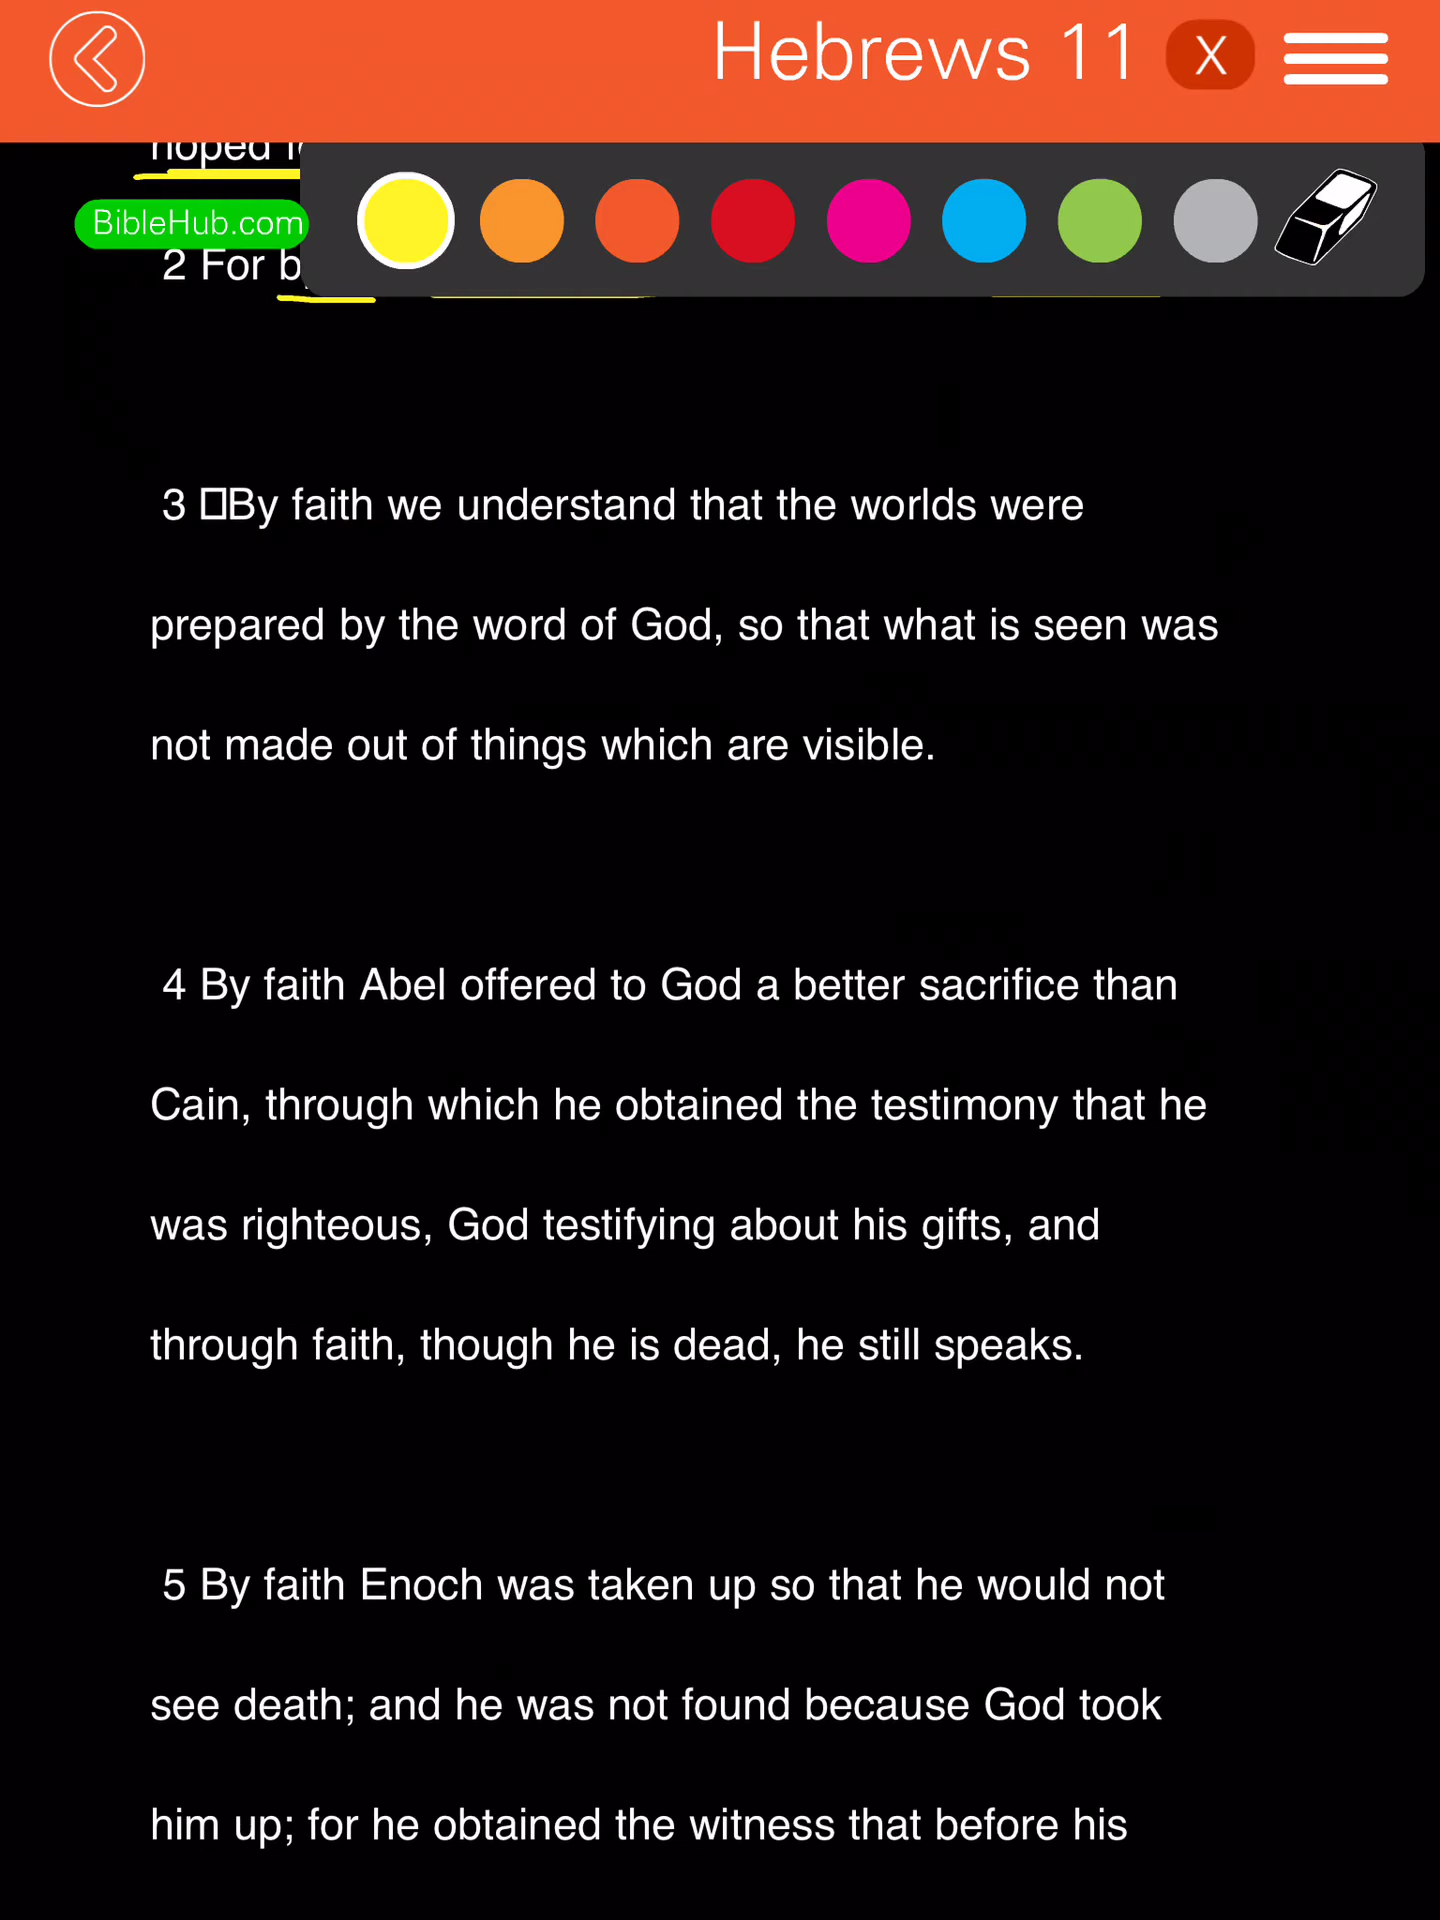 Hebrews 11 X
hoped
BibleHub.com
2 For
3 □By faith we understand that the worlds were
prepared by the word of God, so that what is seen was
not made out of things which are visible.
4 By faith Abel offered to God a better sacrifice than
Cain, through which he obtained the testimony that he
was righteous, God testifying about his gifts, and
through faith, though he is dead, he still speaks.
5 By faith Enoch was taken up so that he would not
see death; and he was not found because God took
him up; for he obtained the witness that before his